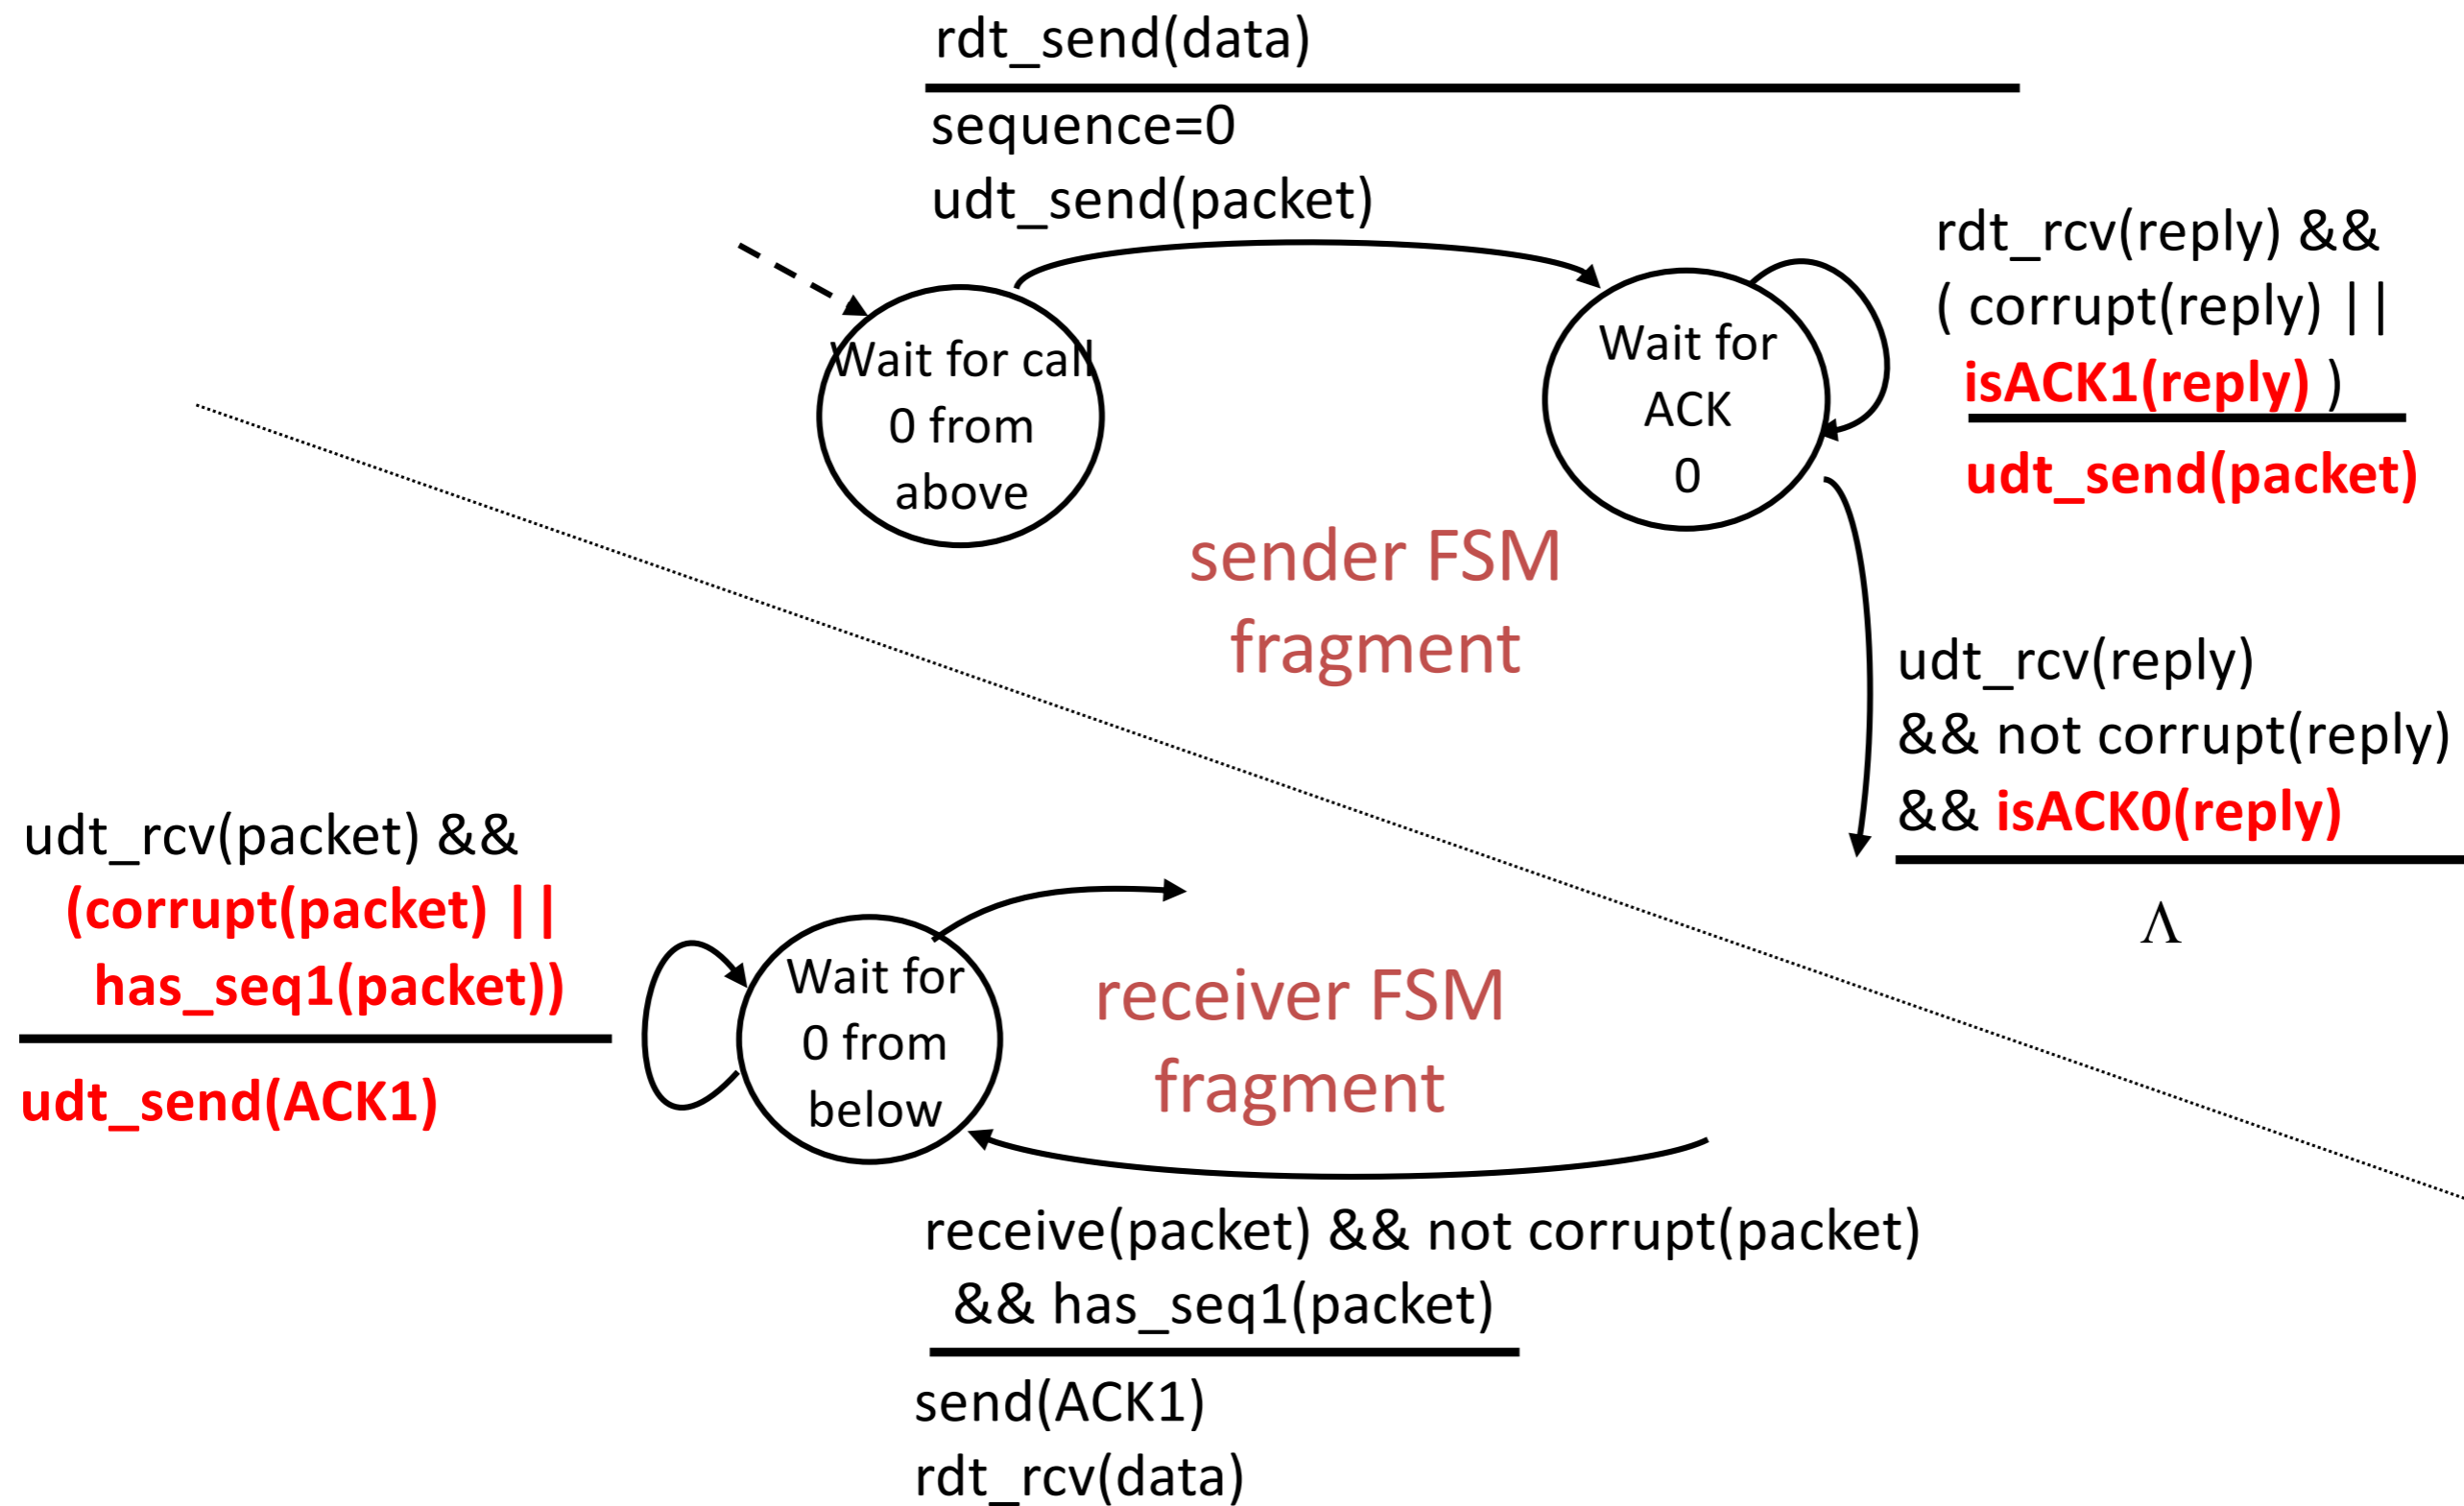 rdt_send(data)
sequence=0
udt_send(packet)
rdt_rcv(reply) &&
( corrupt(reply) ||
isACK1(reply) )
udt_send(packet)
Wait for call
0 from
above
Wait for
ACK
0
sender FSM
fragment
udt_rcv(reply)
&& not corrupt(reply)
&& isACK0(reply)
Λ
udt_rcv(packet) &&
(corrupt(packet) ||
has_seq1(packet))
udt_send(ACK1)
Wait for
0 from
below
receiver FSM
fragment
receive(packet) && not corrupt(packet)
&& has_seq1(packet)
send(ACK1)
rdt_rcv(data)